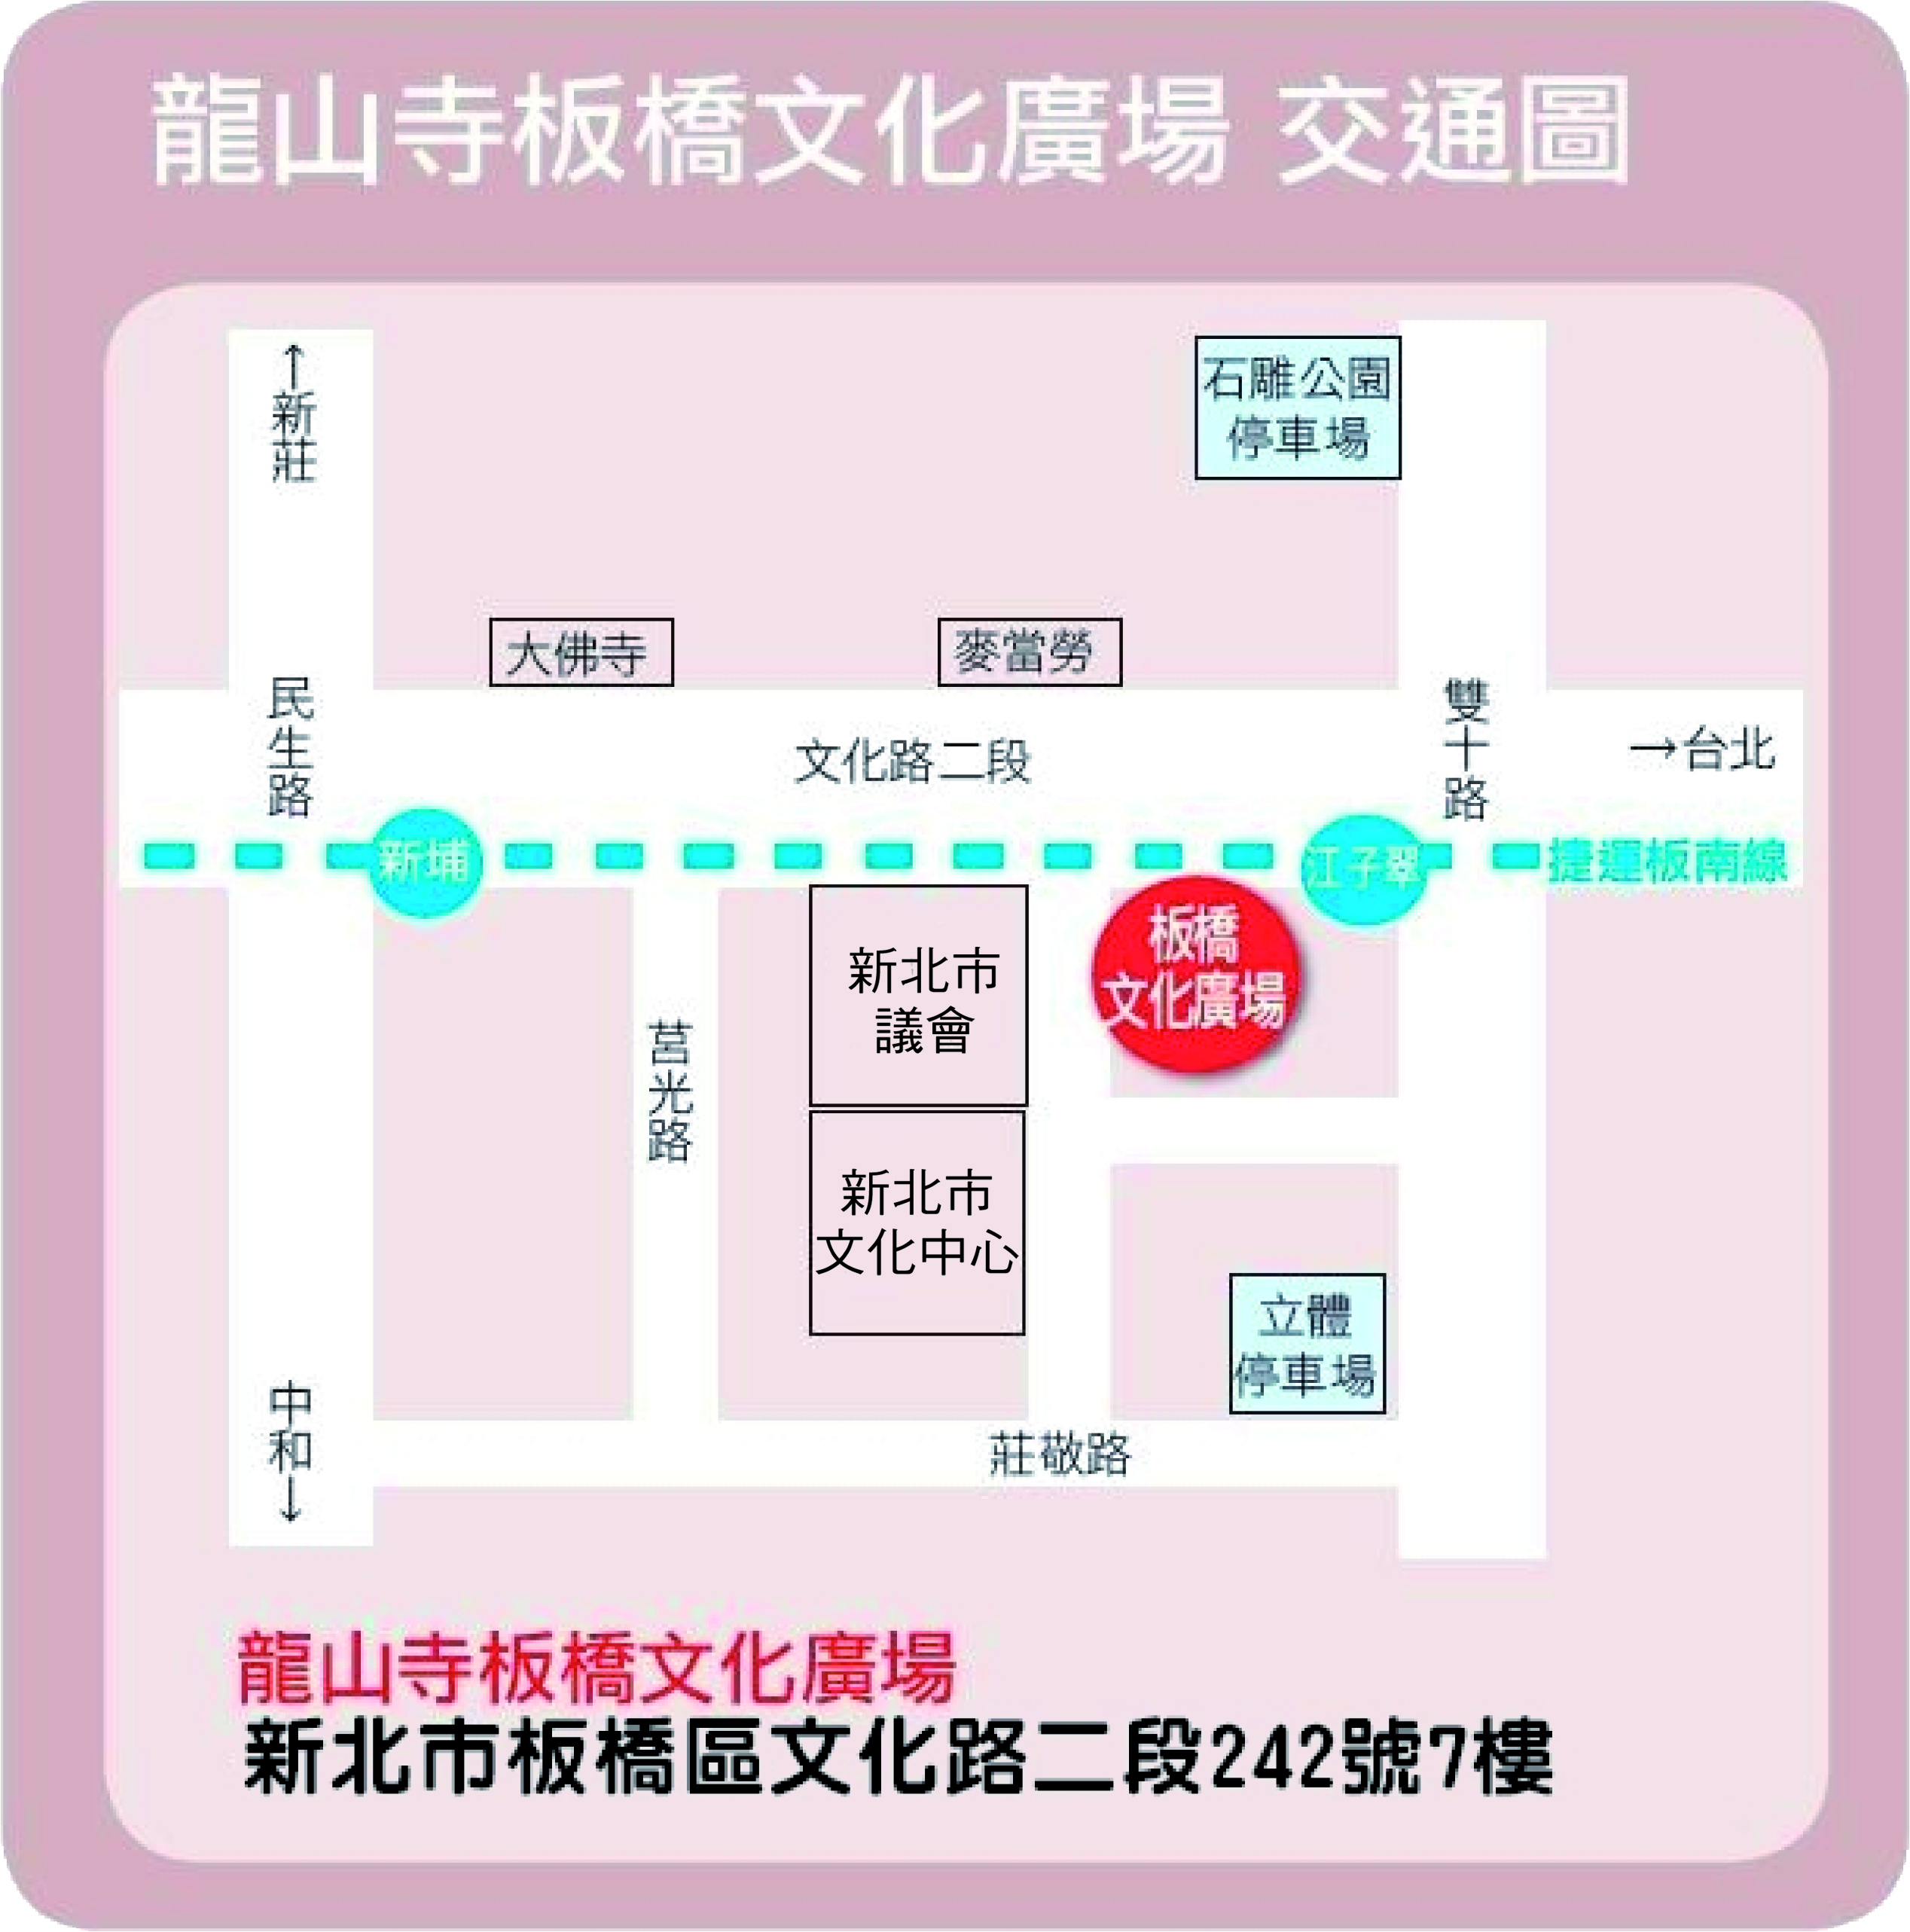 龍山寺板橋文化廣場 交通圖
↑新莊
石雕公園
停車場
大佛寺
麥當勞
民生路
文化路二段
雙十路
→台北
新埔
江子翠
捷運板南線
板橋
文化廣場
新北市
議會
莒光路
新北市
文化中心
立體
停車場
中和↓
莊敬路
龍山寺板橋文化廣場
新北市板橋區文化路二段242號7樓